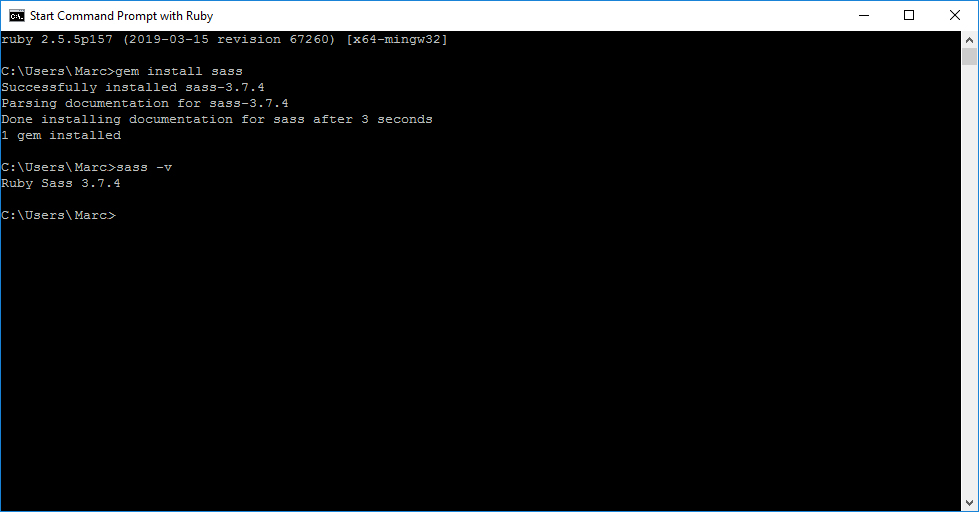 Start Command Prompt with Ruby
ruby 2.5.5p157 (2019-03-15 revision 67260) [x64-mingw32]
C:\Users\Marc>gem install sass
Successfully installed sass-3.7.4
Parsing documentation for sass-3.7.4
Done installing documentation for sass after 3 seconds
1 gem installed
C:\Users\Marc>sass -v
Ruby Sass 3.7.4
C:\Users\Marc>